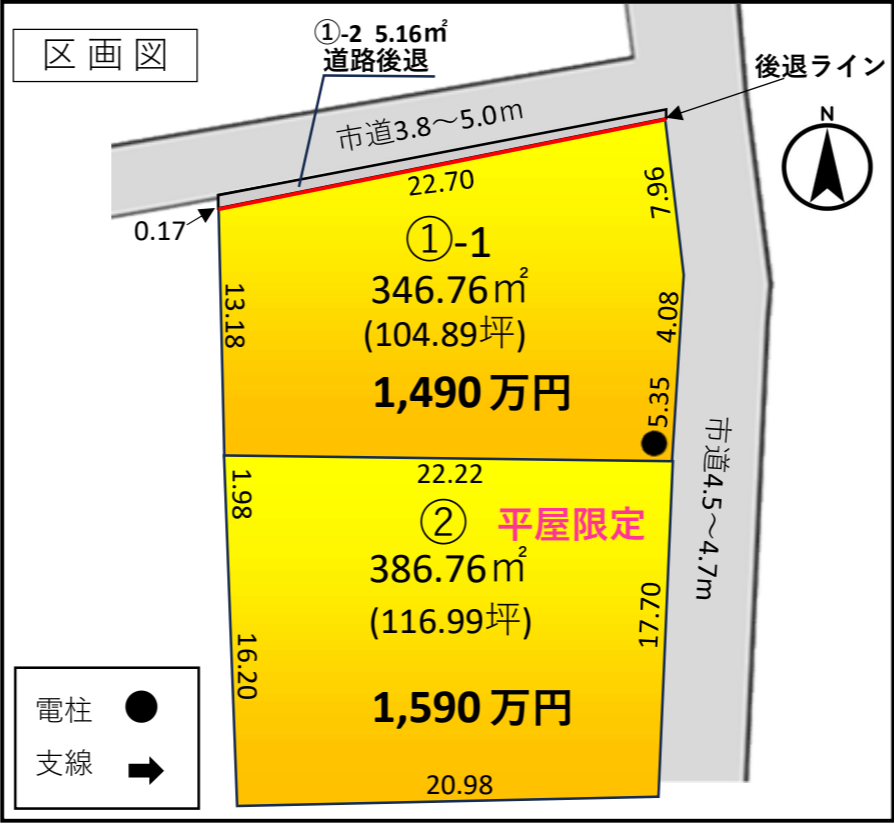 区画図
①-2 5.16㎡
道路後退
後退ライン
市道3.8～5.0m
N
22.70
7.96
0.17
①-1
346.76㎡
(104.89坪)
1,490万円
13.18
4.08
5.35
市道4.5～4.7m
22.22
1.98
②
平屋限定
386.76㎡
(116.99坪)
17.70
16.20
1,590万円
20.98
電柱
支線